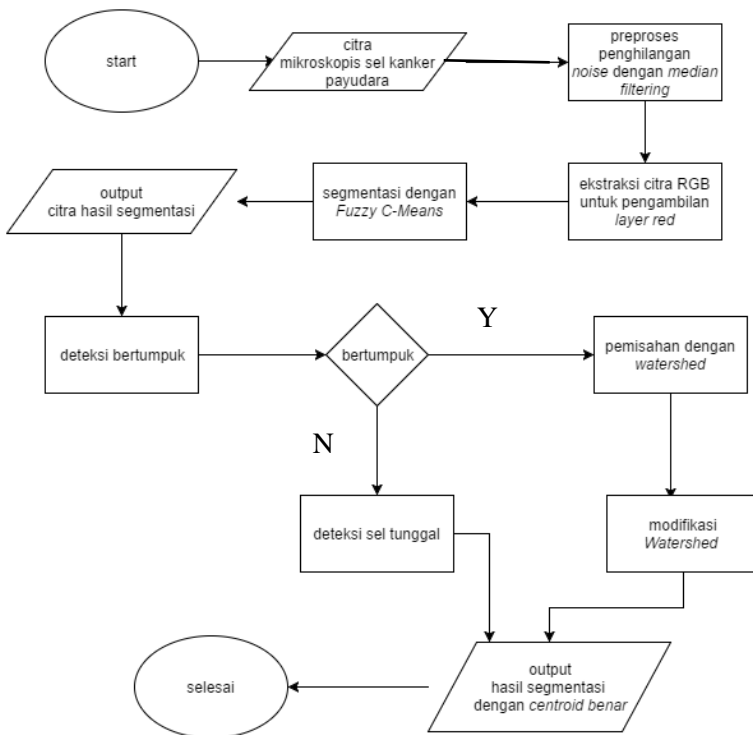 start
citra
mikroskopis sel kanker
payudara
preproses
penghilangan
noise dengan median
filtering
output
citra hasil segmentasi
segmentasi dengan
Fuzzy C-Means
ekstraksi citra RGB
untuk pengambilan
layer red
deteksi bertumpuk
bertumpuk
Y
pemisahan dengan
watershed
N
deteksi sel tunggal
modifikasi
Watershed
selesai
output
hasil segmentasi
dengan centroid benar